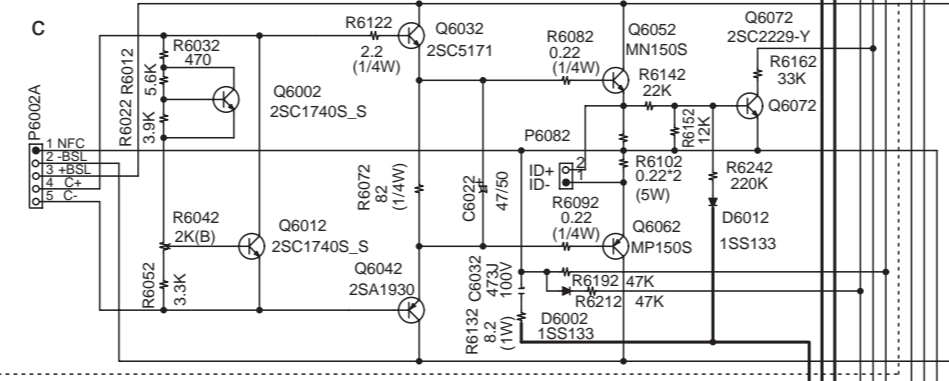 C
P6002A
1 NFC
2 -BSL
3 +BSL
4 C+
5 C-
R6022 R6012
3.9K 5.6K
R6032
470
Q6002
2SC1740S_S
R6042
2K(B)
R6052
3.3K
Q6012
2SC1740S_S
R6122
2.2
(1/4W)
Q6032
2SC5171
R6072
82
(1/4W)
Q6042
2SA1930
C6022
47/50
R6082
0.22
(1/4W)
Q6052
MN150S
R6142
22K
P6082
ID+ 2
ID- 1
R6152
12K
R6102
0.22*2
(5W)
R6092
0.22
(1/4W)
Q6062
MP150S
C6032
473J
100V
R6132
8.2
(1W)
R6192 47K
R6212 47K
D6002
1SS133
Q6072
2SC2229-Y
R6162
33K
Q6072
R6242
220K
D6012
1SS133